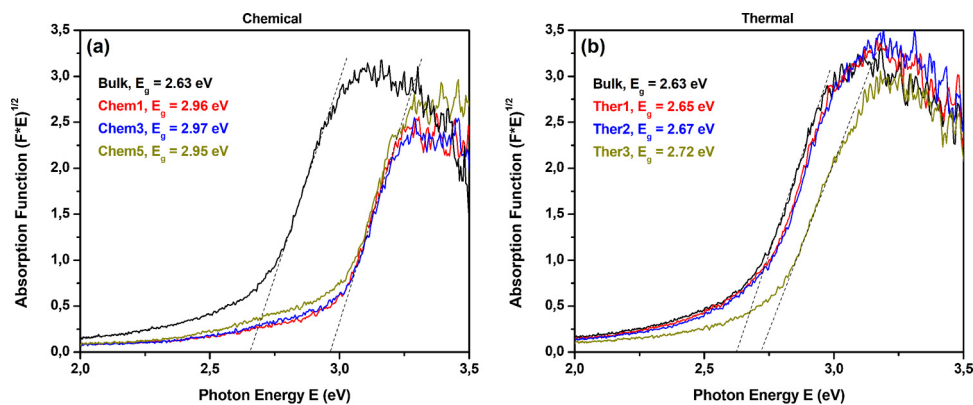 Chemical
(a)
Bulk, Eg = 2.63 eV
Chem1, Eg = 2.96 eV
Chem3, Eg = 2.97 eV
Chem5, Eg = 2.95 eV
Absorption Function (F*E)1/2
3,5
3,0
2,5
2,0
1,5
1,0
0,5
0,0
2,0 2,5 3,0 3,5
Photon Energy E (eV)
Thermal
(b)
Bulk, Eg = 2.63 eV
Ther1, Eg = 2.65 eV
Ther2, Eg = 2.67 eV
Ther3, Eg = 2.72 eV
Absorption Function (F*E)1/2
3,5
3,0
2,5
2,0
1,5
1,0
0,5
0,0
2,0 2,5 3,0 3,5
Photon Energy E (eV)